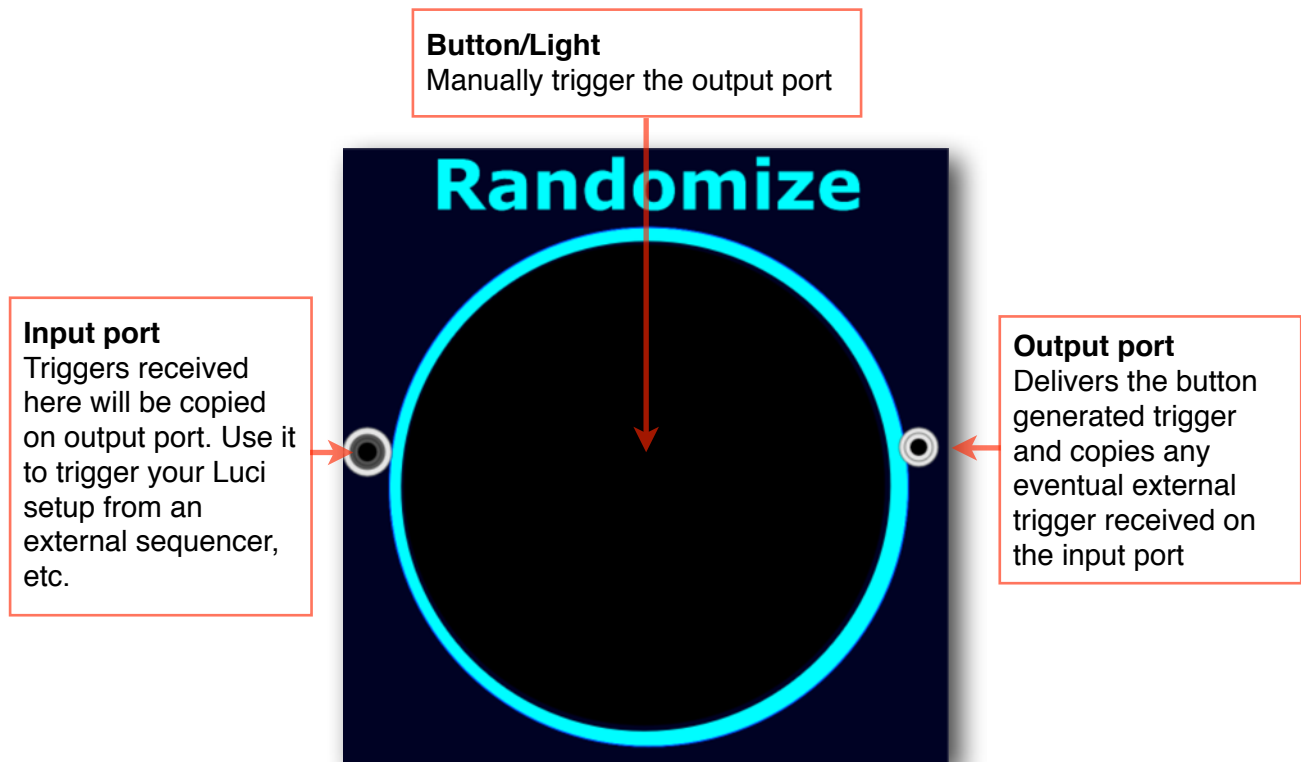 Button/Light
Manually trigger the output port
Randomize
Input port
Triggers received
here will be copied
on output port. Use it
to trigger your Luci
setup from an
external sequencer,
etc.
Output port
Delivers the button
generated trigger
and copies any
eventual external
trigger received on
the input port